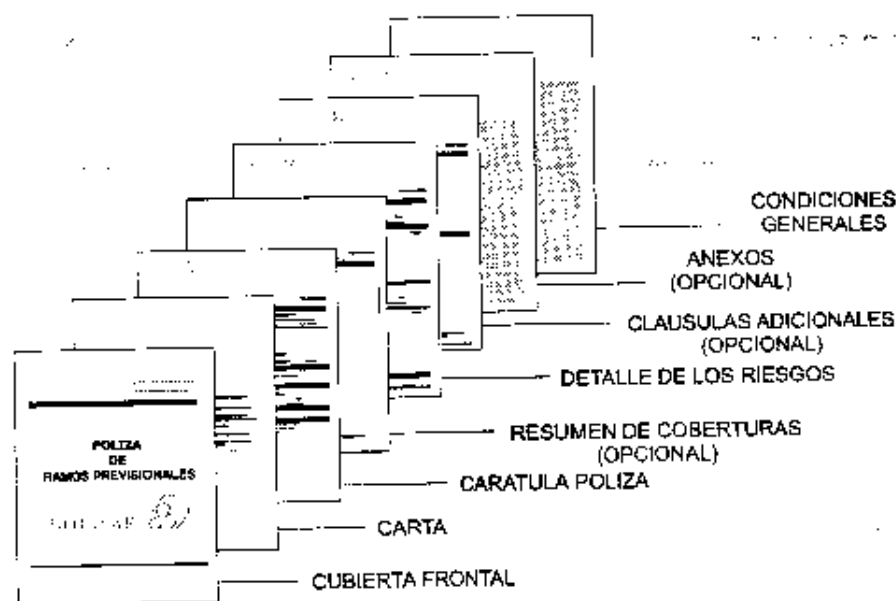 CONDICIONES
GENERALES
ANEXOS
(OPCIONAL)
CLAUSULAS ADICIONALES
(OPCIONAL)
DETALLE DE LOS RIESGOS
RESUMEN DE COBERTURAS
(OPCIONAL)
CARATULA POLIZA
CARTA
CUBIERTA FRONTAL
POLIZA
DE
RAMOS PREVISIONALES